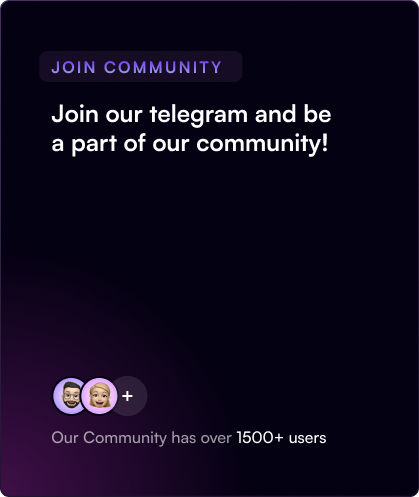 JOIN COMMUNITY
Join our telegram and be
a part of our community!
+
Our Community has over 1500+ users